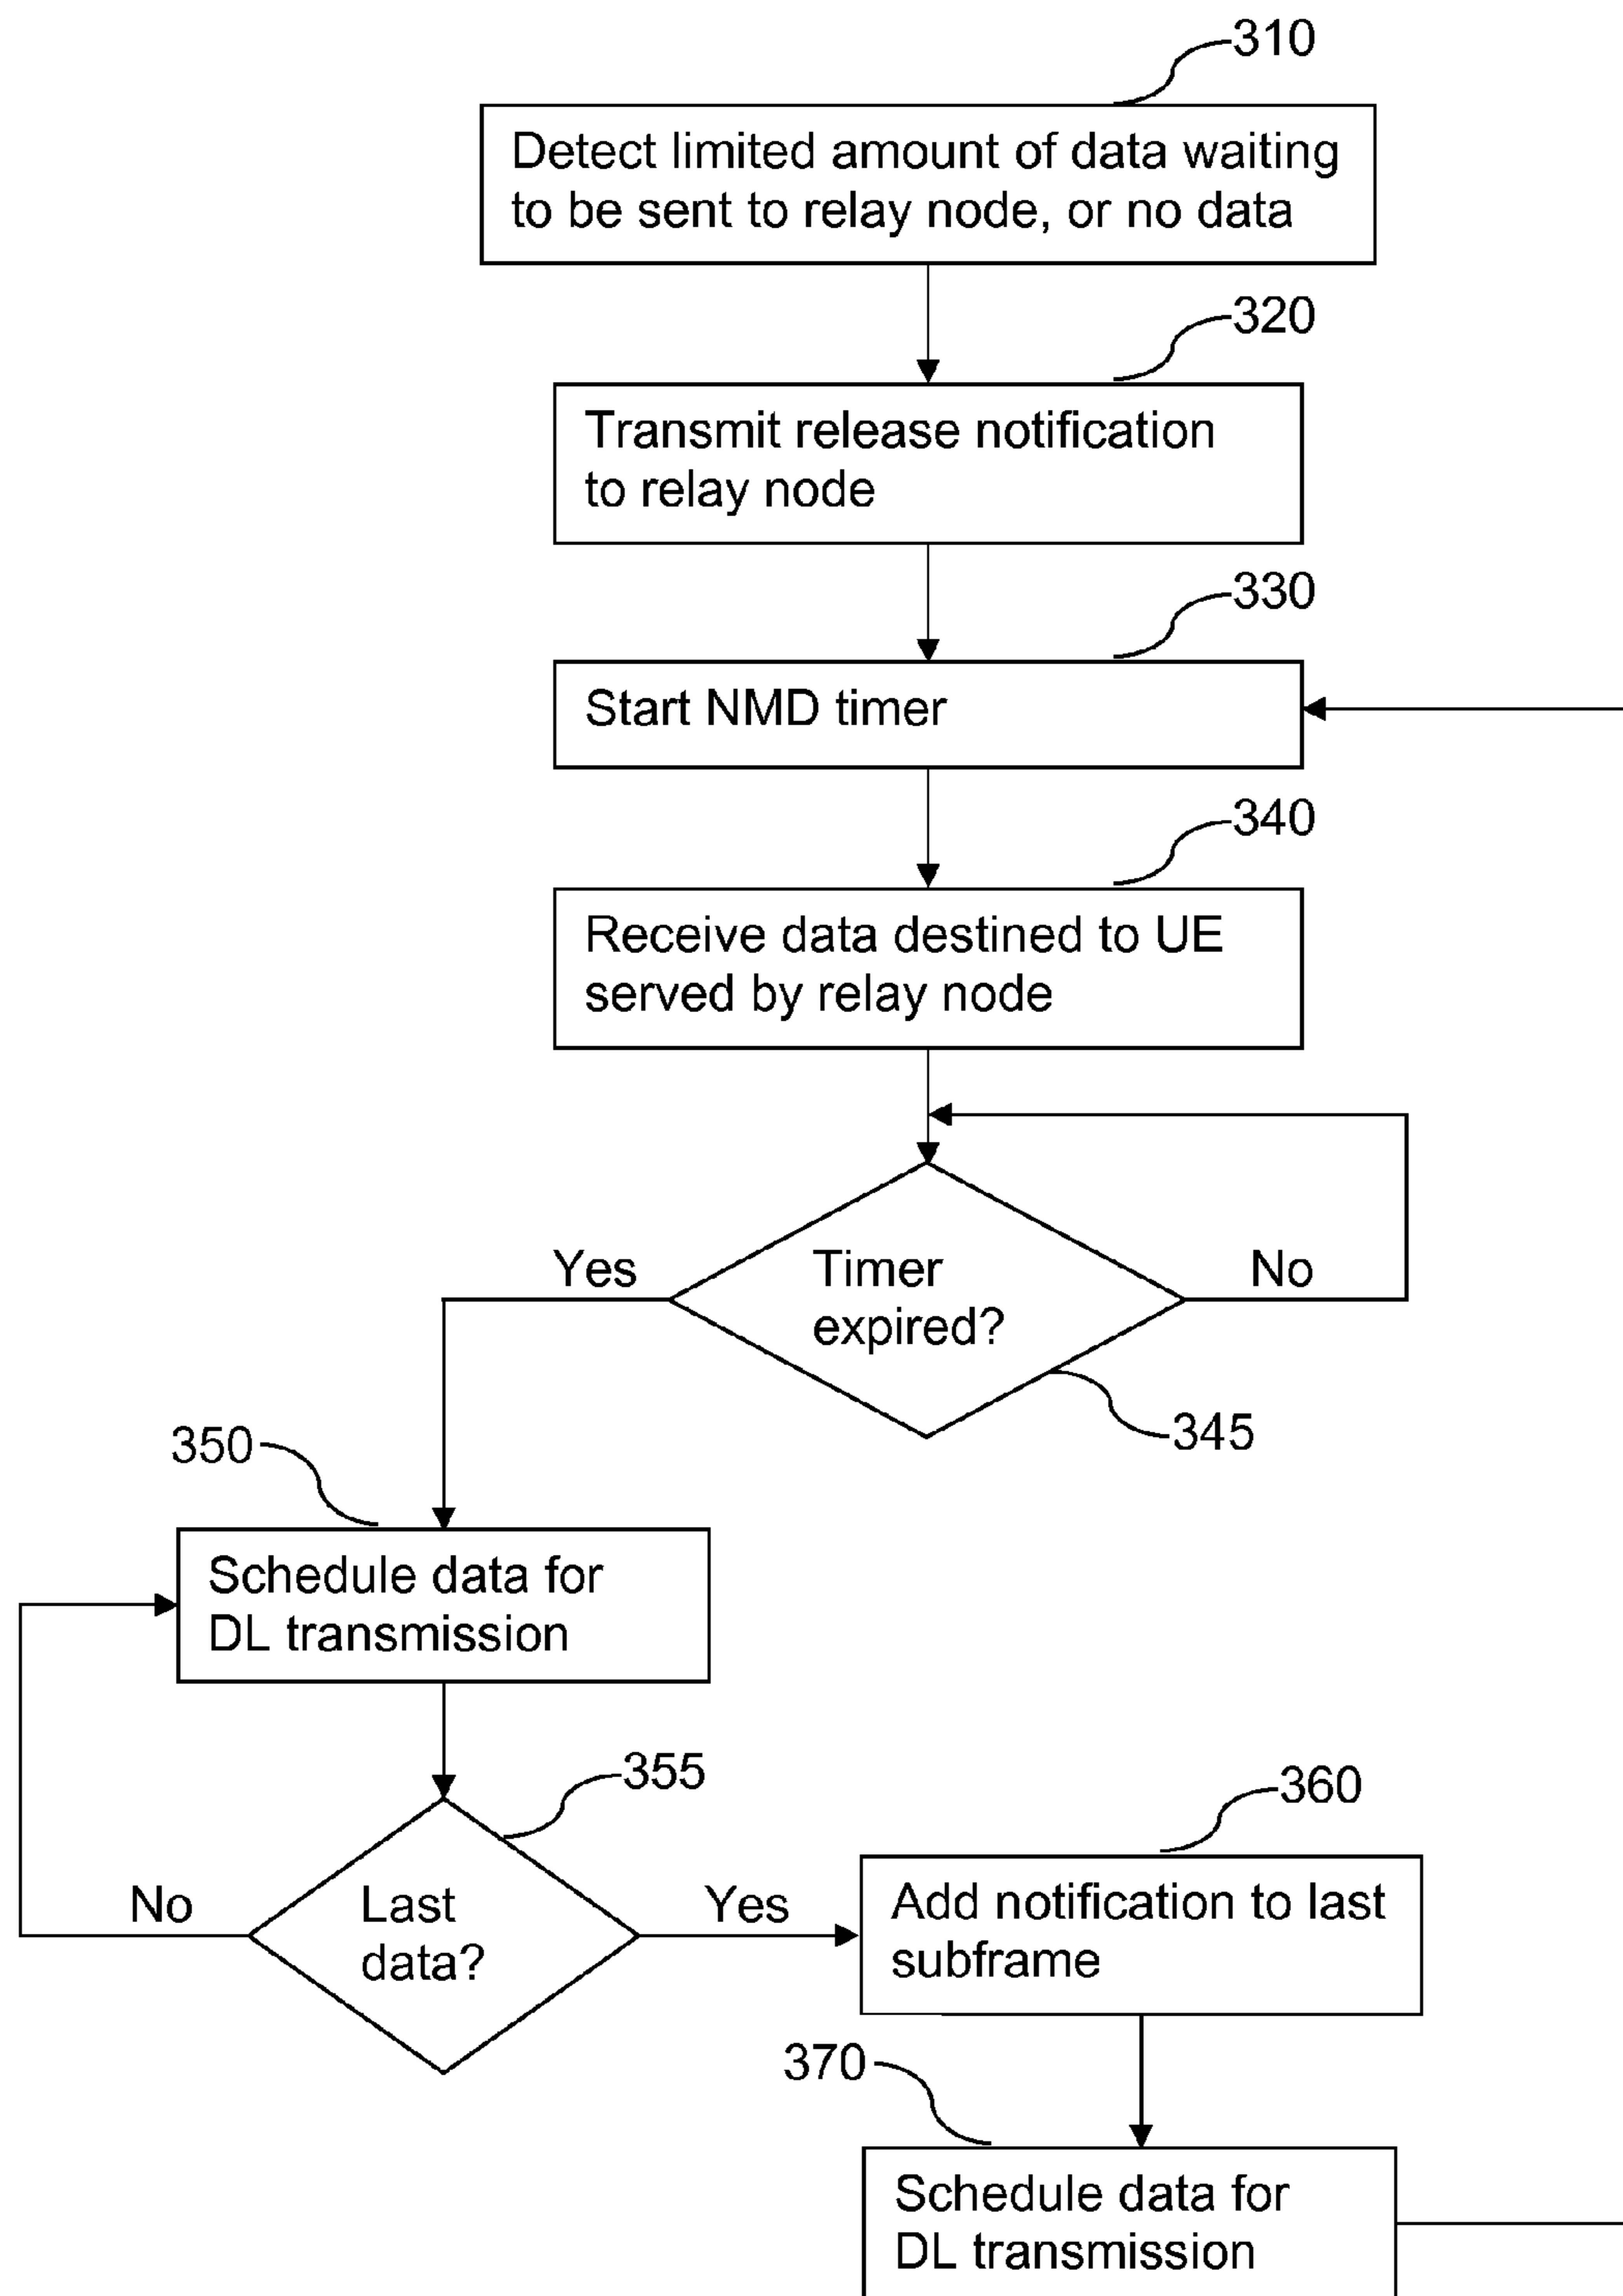 310
Detect limited amount of data waiting
to be sent to relay node, or no data
320
Transmit release notification
to relay node
330
Start NMD timer
340
Receive data destined to UE
served by relay node
Yes
Timer
expired?
No
345
350
Schedule data for
DL transmission
355
No
Last
data?
Yes
360
Add notification to last
subframe
370
Schedule data for
DL transmission